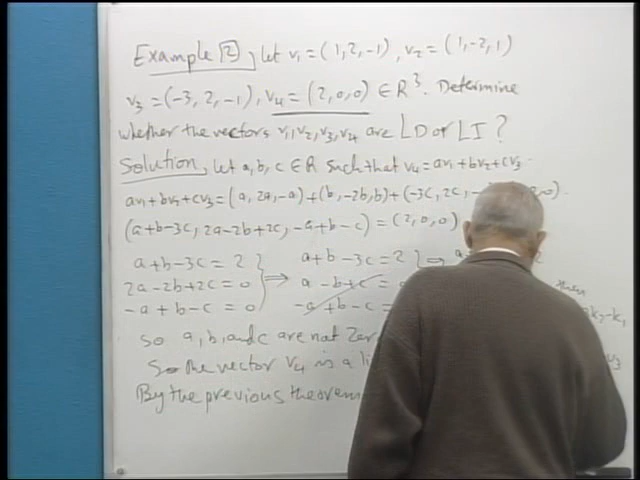 Example [2], let v₁ = (1, 2, -1), v₂ = (1, -2, 1)
v₃ = (-3, 2, -1), v₄ = (2, 0, 0) ∈ R³. Determine
whether the vectors v₁, v₂, v₃, v₄ are LD or LI?
Solution, let a, b, c ∈ R such that v₄ = av₁ + bv₂ + cv₃.
av₁ + bv₂ + cv₃ = (a, 2a, -a) + (b, -2b, b) + (-3c, 2c,
(a+b-3c, 2a-2b+2c, -a+b-c) = (2, 0, 0)
a+b-3c = 2 } ⇒ a+b-3c = 2
2a-2b+2c = 0 a-b+c =
-a+b-c = 0 -a+b-c =
then
so a, b, and c are not
So the vector v₄ is a
By the previous theorem